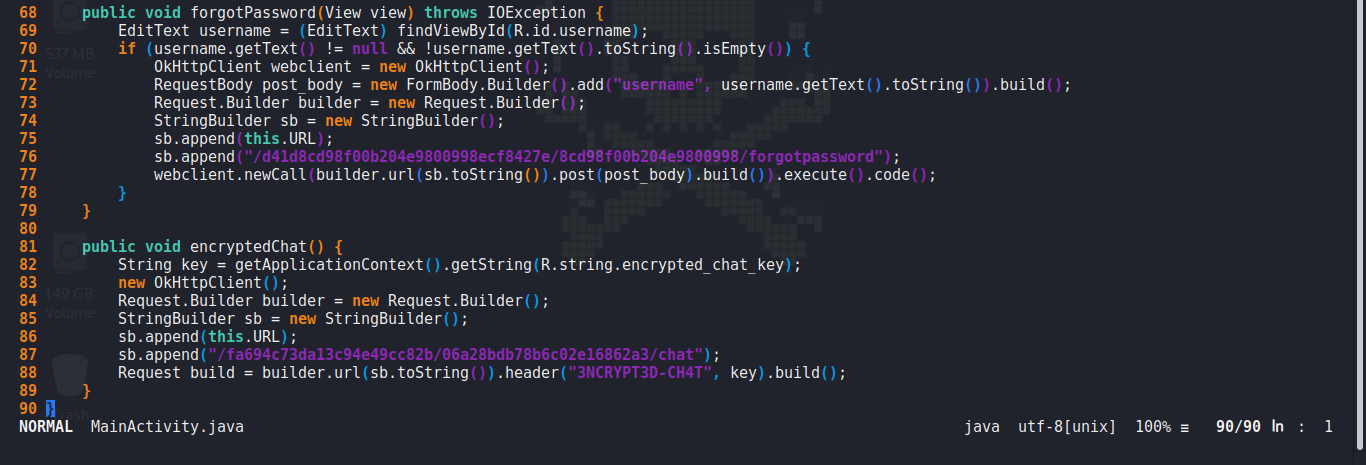 68 public void forgotPassword(View view) throws IOException {
69 EditText username = (EditText) findViewById(R.id.username);
70 if (username.getText() != null && !username.getText().toString().isEmpty()) {
71 OkHttpClient webclient = new OkHttpClient();
72 RequestBody post_body = new FormBody.Builder().add("username", username.getText().toString()).build();
73 Request.Builder builder = new Request.Builder();
74 StringBuilder sb = new StringBuilder();
75 sb.append(this.URL);
76 sb.append("/d41d8cd98f00b204e9800998ecf8427e/8cd98f00b204e9800998/forgotpassword");
77 webclient.newCall(builder.url(sb.toString()).post(post_body).build()).execute().code();
78 }
79 }
80
81 public void encryptedChat() {
82 String key = getApplicationContext().getString(R.string.encrypted_chat_key);
83 new OkHttpClient();
84 Request.Builder builder = new Request.Builder();
85 StringBuilder sb = new StringBuilder();
86 sb.append(this.URL);
87 sb.append("/fa694c73da13c94e49cc82b/06a28bdb78b6c02e16862a3/chat");
88 Request build = builder.url(sb.toString()).header("3NCRYPT3D-CH4T", key).build();
89 }
90 }
537 MB
Volume
149 GB
Volume
Trash
NORMAL MainActivity.java java utf-8[unix] 100% ≡ 90/90 ln : 1